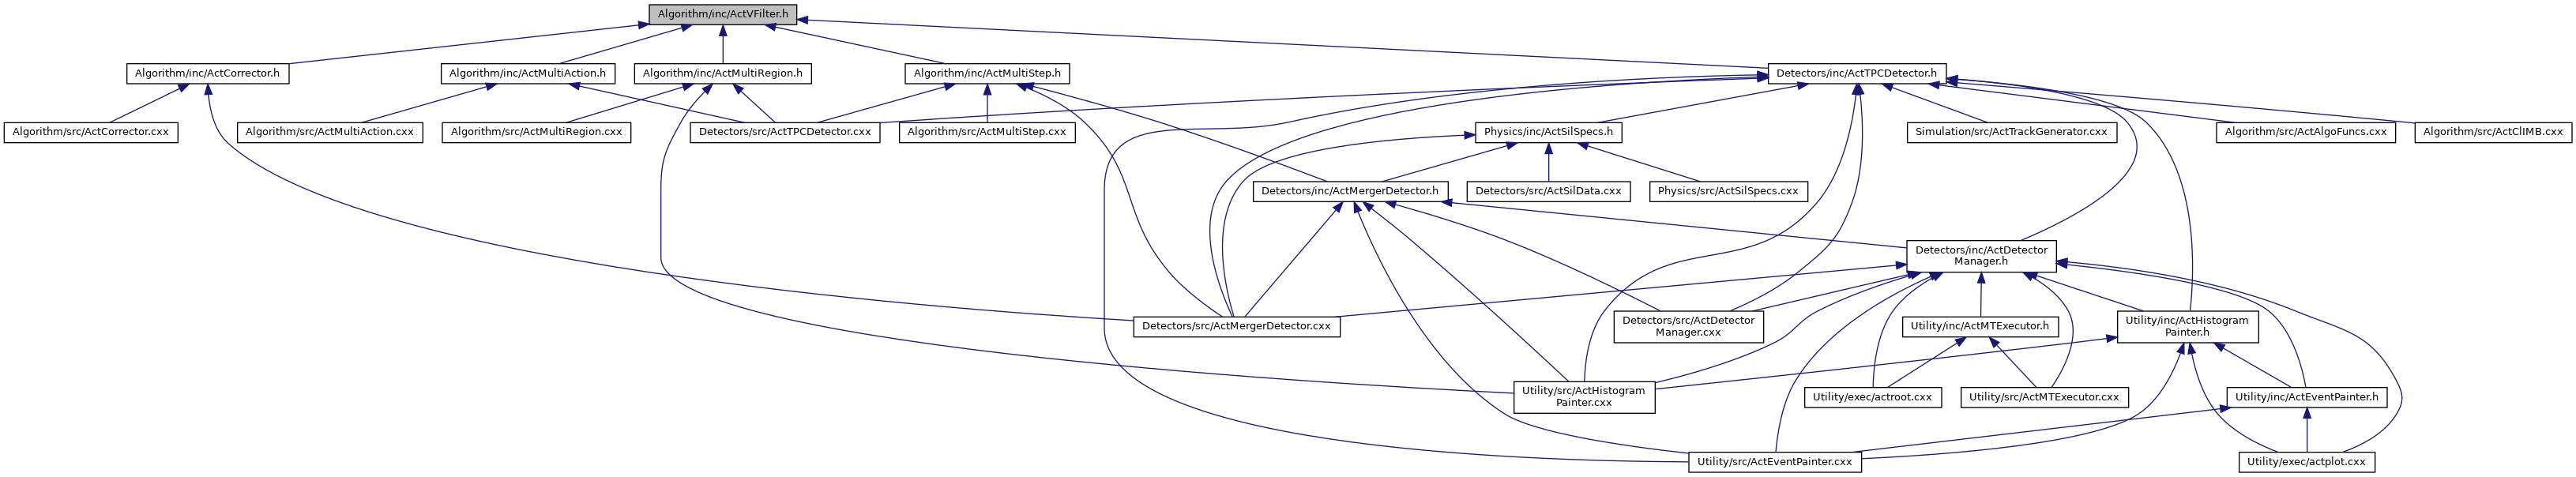 Algorithm/inc/ActVFilter.h
Algorithm/inc/ActCorrector.h
Algorithm/inc/ActMultiAction.h
Algorithm/inc/ActMultiRegion.h
Algorithm/inc/ActMultiStep.h
Detectors/inc/ActTPCDetector.h
Algorithm/src/ActCorrector.cxx
Algorithm/src/ActMultiAction.cxx
Algorithm/src/ActMultiRegion.cxx
Detectors/src/ActTPCDetector.cxx
Algorithm/src/ActMultiStep.cxx
Physics/inc/ActSilSpecs.h
Simulation/src/ActTrackGenerator.cxx
Algorithm/src/ActAlgoFuncs.cxx
Algorithm/src/ActClIMB.cxx
Detectors/inc/ActMergerDetector.h
Detectors/src/ActSilData.cxx
Physics/src/ActSilSpecs.cxx
Detectors/inc/ActDetector
Manager.h
Detectors/src/ActMergerDetector.cxx
Detectors/src/ActDetector
Manager.cxx
Utility/inc/ActMTExecutor.h
Utility/inc/ActHistogram
Painter.h
Utility/src/ActHistogram
Painter.cxx
Utility/exec/actroot.cxx
Utility/src/ActMTExecutor.cxx
Utility/inc/ActEventPainter.h
Utility/src/ActEventPainter.cxx
Utility/exec/actplot.cxx